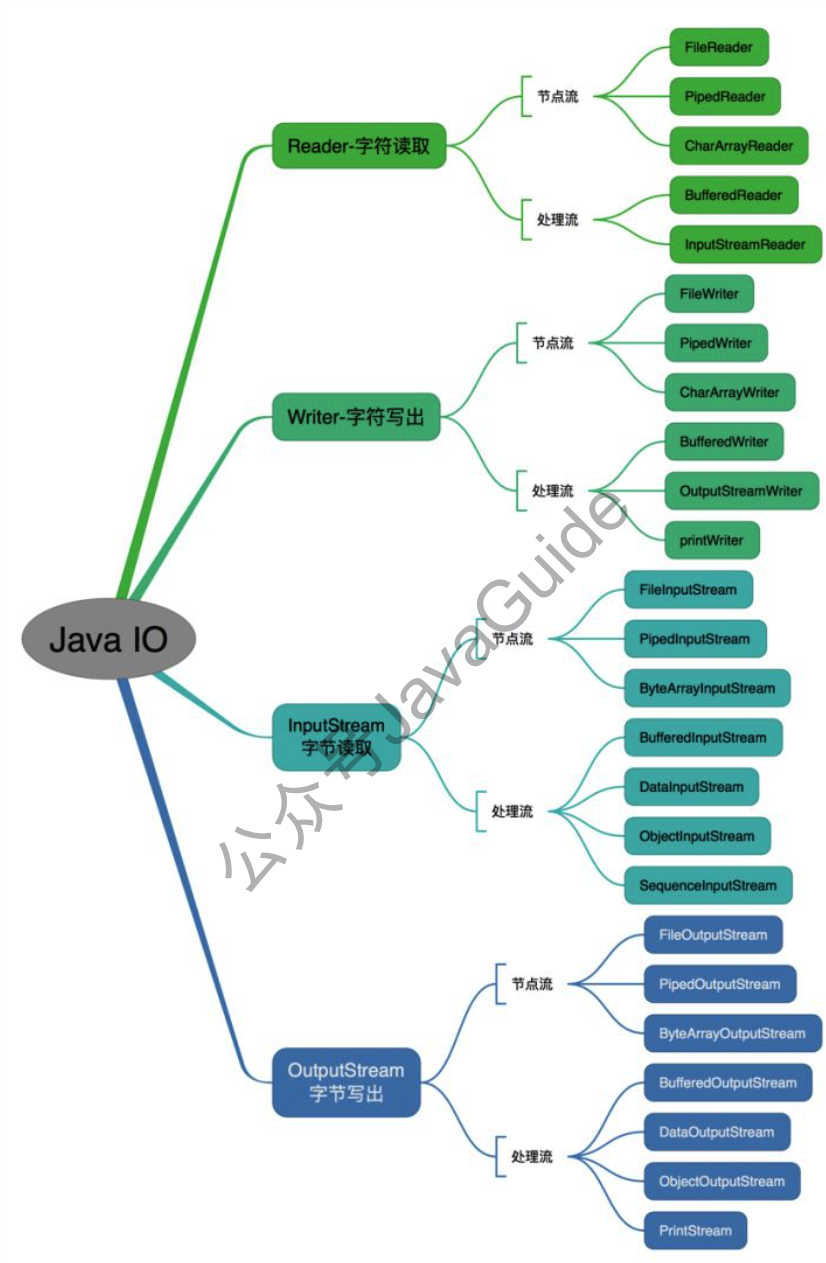 Java IO
Reader-字符读取
节点流
FileReader
PipedReader
CharArrayReader
处理流
BufferedReader
InputStreamReader
Writer-字符写出
节点流
FileWriter
PipedWriter
CharArrayWriter
处理流
BufferedWriter
OutputStreamWriter
printWriter
InputStream
字节读取
节点流
FileInputStream
PipedInputStream
ByteArrayInputStream
处理流
BufferedInputStream
DataInputStream
ObjectInputStream
SequenceInputStream
OutputStream
字节写出
节点流
FileOutputStream
PipedOutputStream
ByteArrayOutputStream
处理流
BufferedOutputStream
DataOutputStream
ObjectOutputStream
PrintStream
公众号JavaGuide